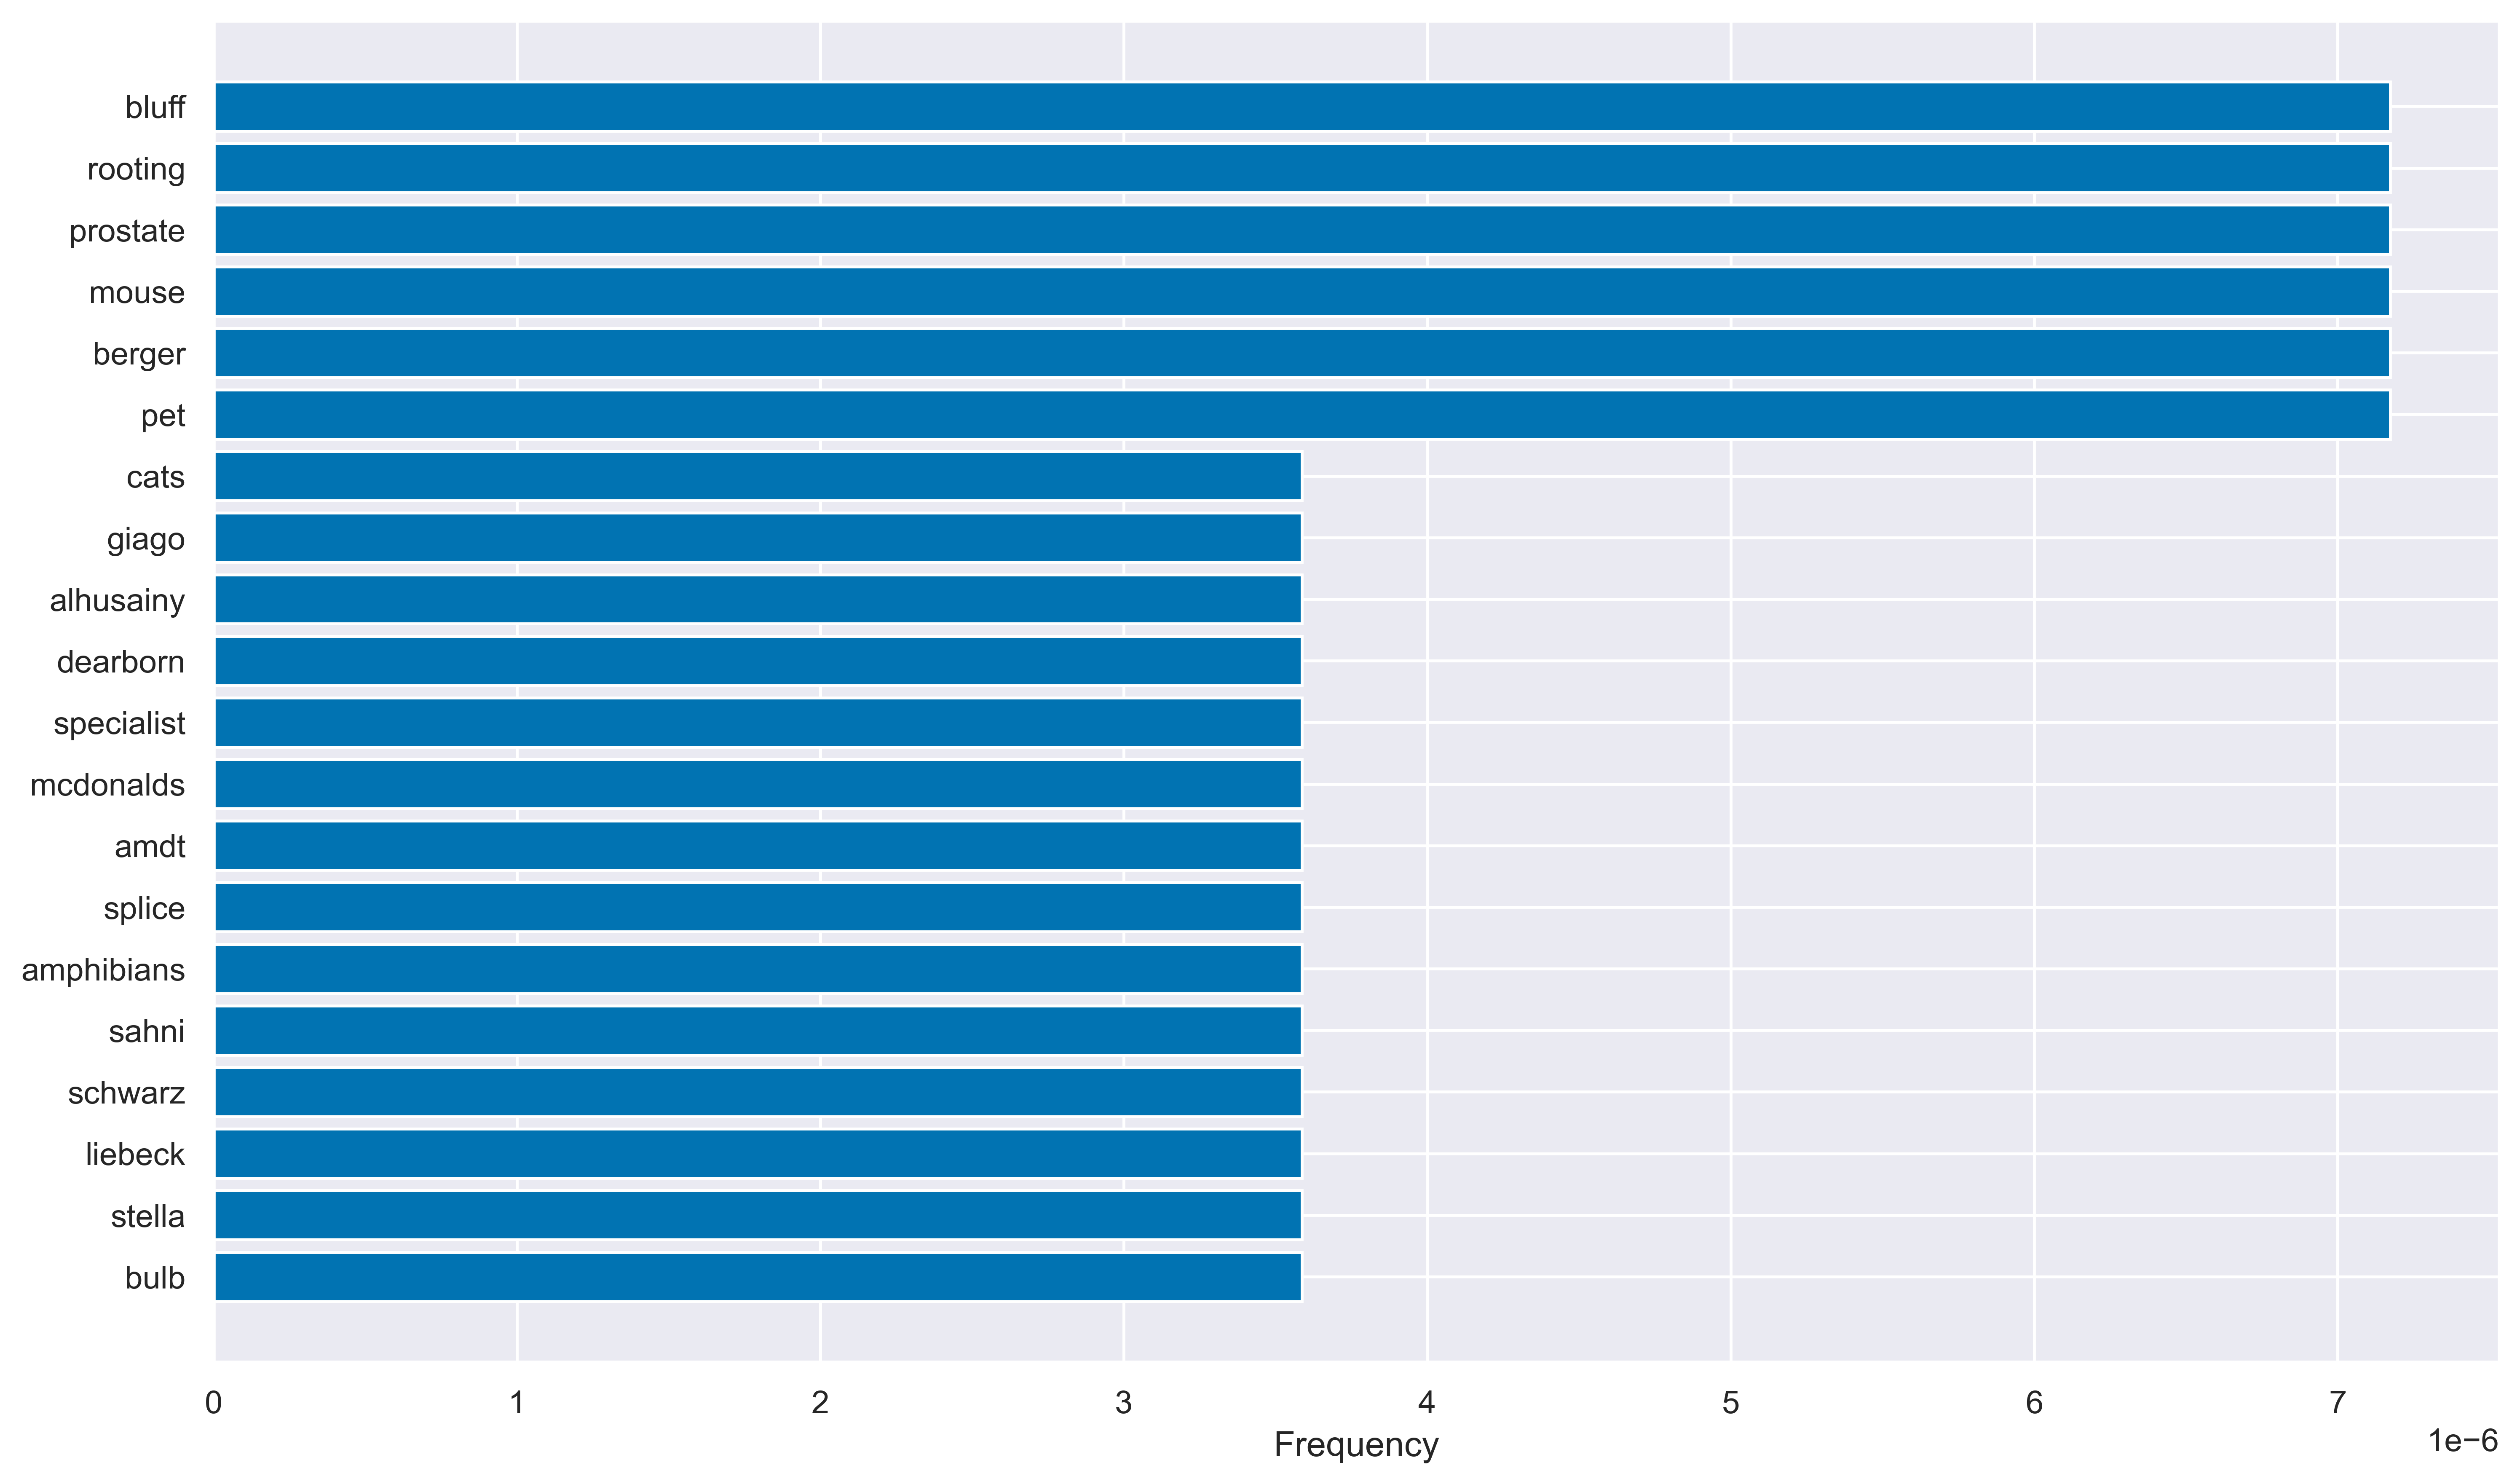 bluff
rooting
prostate
mouse
berger
pet
cats
giago
alhusainy
dearborn
specialist
mcdonalds
amdt
splice
amphibians
sahni
schwarz
liebeck
stella
bulb
0 1 2 3 4 5 6 7
Frequency
1e−6